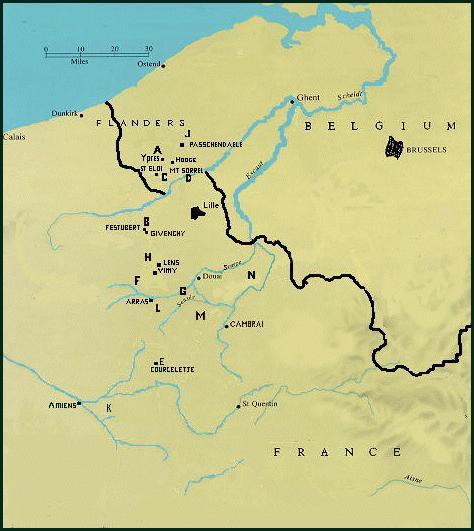 0 10 20 30
Miles
Ostend
Dunkirk
Calais
FLANDERS
Ghent
Scheldt
BELGIUM
BRUSSELS
J
PASSCHENDAELE
A
Ypres
HOOGE
ST ELOI
MT SORREL
C
D
Escaut
Lille
B
FESTUBERT
GIVENCHY
H
LENS
VIMY
F
Douai
Scarpe
N
G
Sensée
ARRAS
L
M
CAMBRAI
E
COURCELETTE
AMIENS
K
St Quentin
FRANCE
Aisne